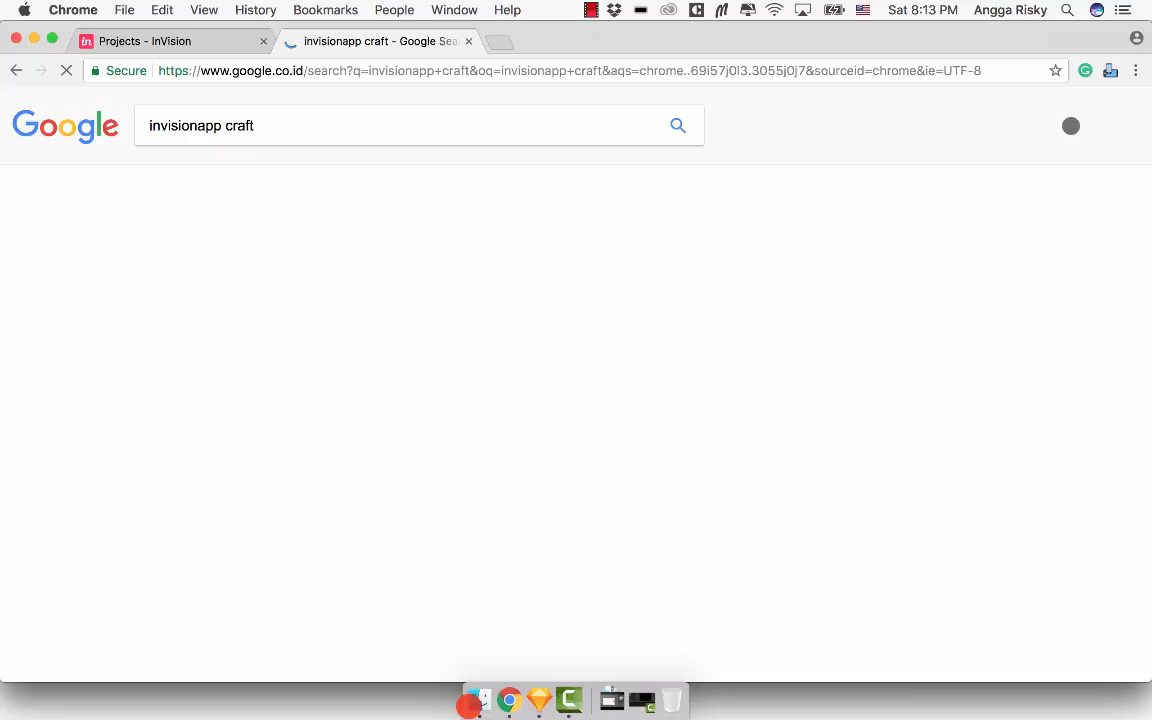 Chrome File Edit View History Bookmarks People Window Help Sat 8:13 PM Angga Risky
in Projects - InVision invisionapp craft - Google Sea
Secure https://www.google.co.id/search?q=invisionapp+craft&oq=invisionapp+craft&aqs=chrome..69i57j0l3.3055j0j7&sourceid=chrome&ie=UTF-8
Google invisionapp craft